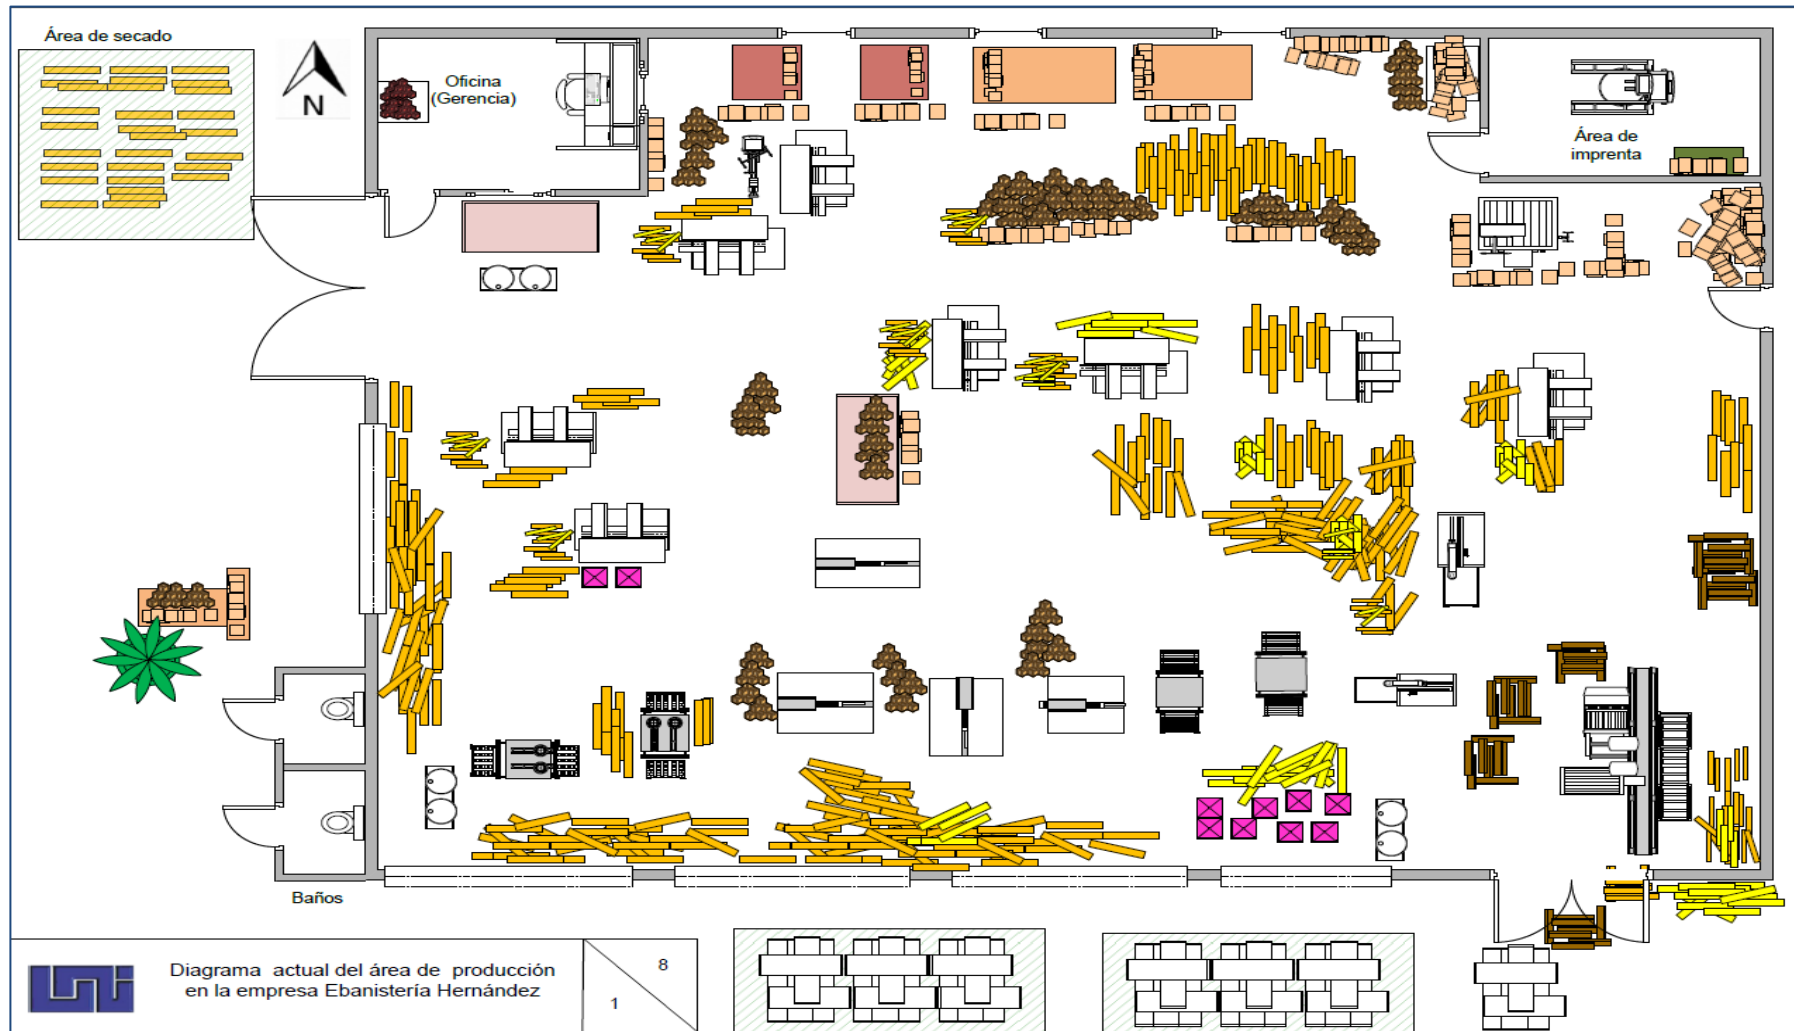 Área de secado
N
Oficina
(Gerencia)
Área de
imprenta
Baños
UNI
Diagrama actual del área de producción
en la empresa Ebanistería Hernández
8
1